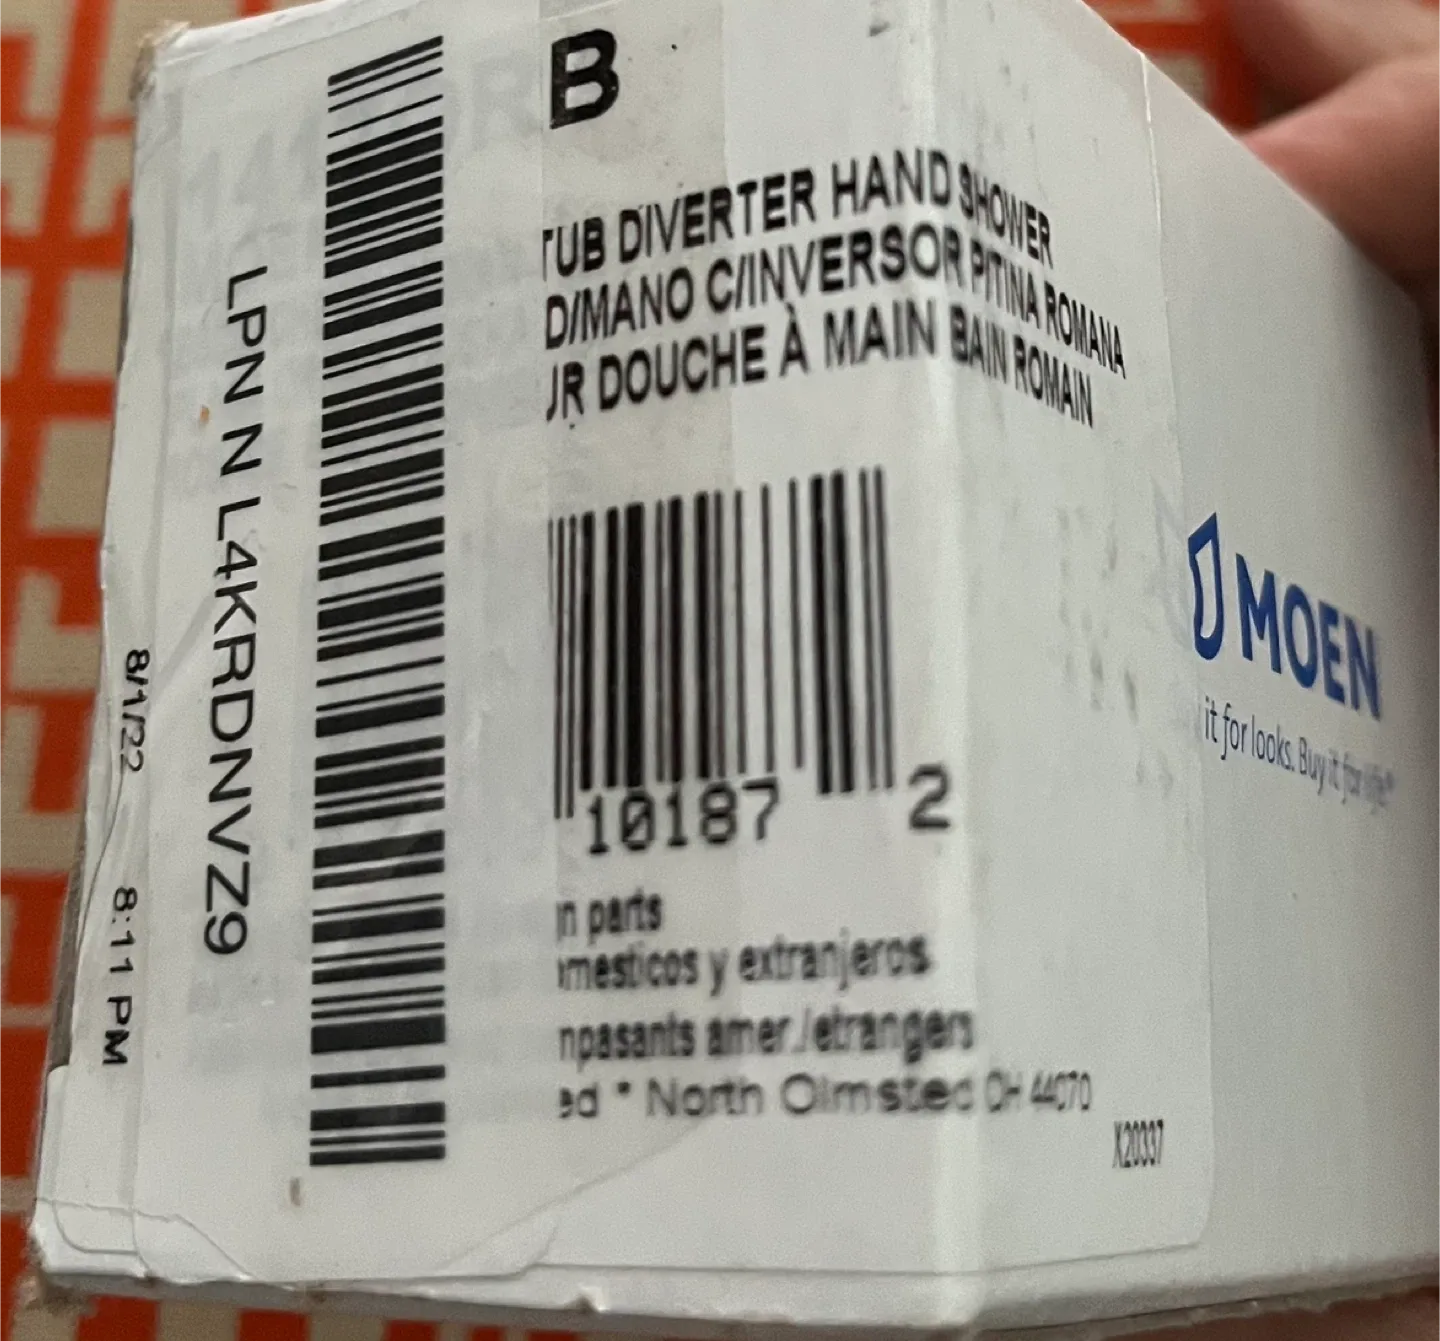 B
TUB DIVERTER HAND SHOWER
D/MANO C/INVERSOR P/TINA ROMANA
UR DOUCHE À MAIN BAIN ROMAIN
10187 2
n parts
mesticos y extranjeros
npasants amer./etrangers
ed * North Olmsted OH 44070
X20337
LPN N L4KRDNVZ9
8/1/22 8:11 PM
MOEN
it for looks. Buy it for life.®